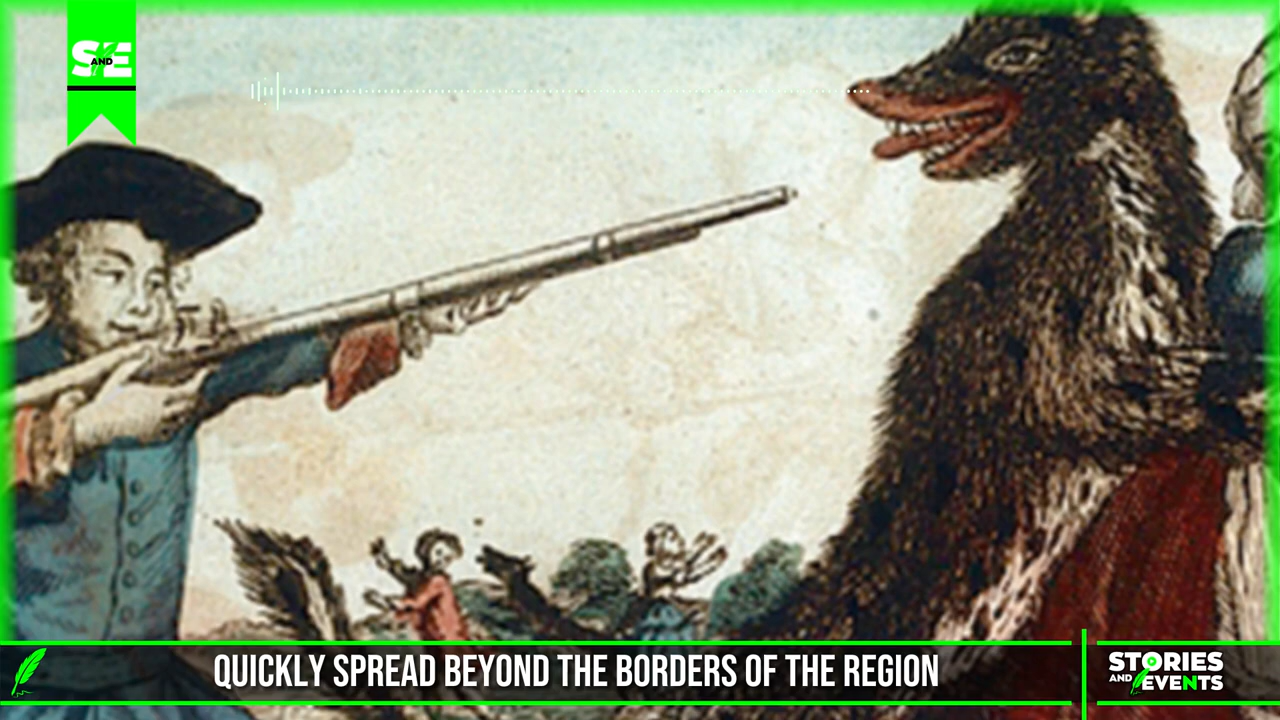 S AND E
QUICKLY SPREAD BEYOND THE BORDERS OF THE REGION
STORIES
AND EVENTS